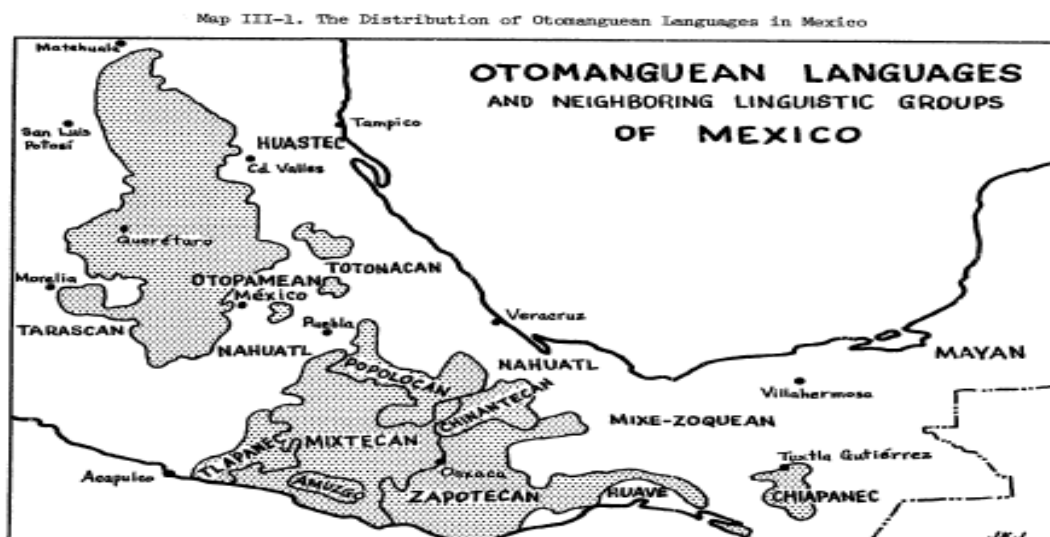 Map III-1. The Distribution of Otomanguean Languages in Mexico
OTOMANGUEAN LANGUAGES
AND NEIGHBORING LINGUISTIC GROUPS
OF MEXICO
Matehuala
San Luis
Potosí
Tampico
HUASTEC
Cd. Valles
Querétaro
TOTONACAN
Morelia
OTOPAMEAN
México
TARASCAN
Puebla
Veracruz
NAHUATL
NAHUATL
MAYAN
POPOLOCAN
CHINANTECAN
Villahermosa
MIXE-ZOQUEAN
TLAPANEC
MIXTECAN
Oaxaca
Tuxtla Gutiérrez
Acapulco
AMUZGO
ZAPOTECAN
HUAVE
CHIAPANEC